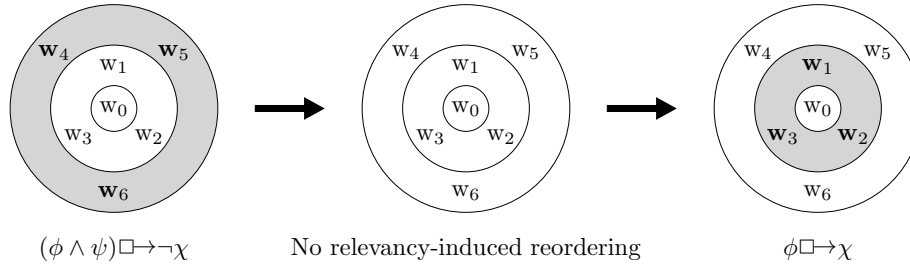 w₄ w₅ w₄ w₅ w₄ w₅
w₁ w₁ w₁
w₀ w₀ w₀
w₃ w₂ w₃ w₂ w₃ w₂
w₆ w₆ w₆
(ϕ ∧ ψ)□→¬χ No relevancy-induced reordering ϕ□→χ